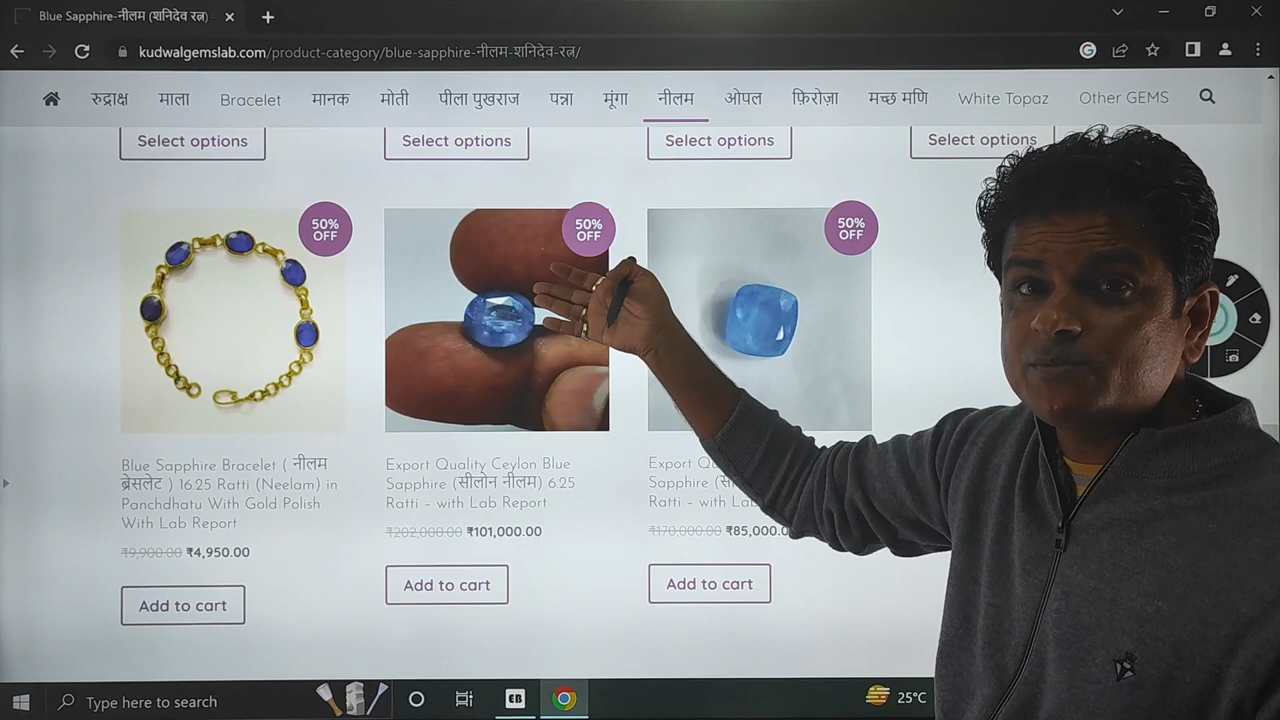 Blue Sapphire-नीलम (शनिदेव रत्न)
kudwalgemslab.com/product-category/blue-sapphire-नीलम-शनिदेव-रत्न/
रुद्राक्ष माला Bracelet मानक मोती पीला पुखराज पन्ना मूंगा नीलम ओपल फ़िरोज़ा मच्छ मणि White Topaz Other GEMS
Select options Select options Select options Select options
50%
OFF
50%
OFF
50%
OFF
Blue Sapphire Bracelet ( नीलम
ब्रेसलेट ) 16.25 Ratti (Neelam) in
Panchdhatu With Gold Polish
With Lab Report
₹9,900.00 ₹4,950.00
Add to cart
Export Quality Ceylon Blue
Sapphire (सीलोन नीलम) 6.25
Ratti – with Lab Report
₹202,000.00 ₹101,000.00
Add to cart
Export
Sapphire
Ratti – with
₹170,000.00 ₹85,000.0
Add to cart
Type here to search
EB
25°C